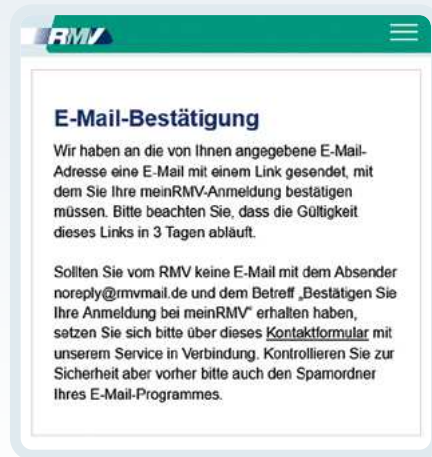 RMV
E-Mail-Bestätigung
Wir haben an die von Ihnen angegebene E-Mail-
Adresse eine E-Mail mit einem Link gesendet, mit
dem Sie Ihre meinRMV-Anmeldung bestätigen
müssen. Bitte beachten Sie, dass die Gültigkeit
dieses Links in 3 Tagen abläuft.
Sollten Sie vom RMV keine E-Mail mit dem Absender
noreply@rmvmail.de und dem Betreff „Bestätigen Sie
Ihre Anmeldung bei meinRMV“ erhalten haben,
setzen Sie sich bitte über dieses Kontaktformular mit
unserem Service in Verbindung. Kontrollieren Sie zur
Sicherheit aber vorher bitte auch den Spamordner
Ihres E-Mail-Programmes.